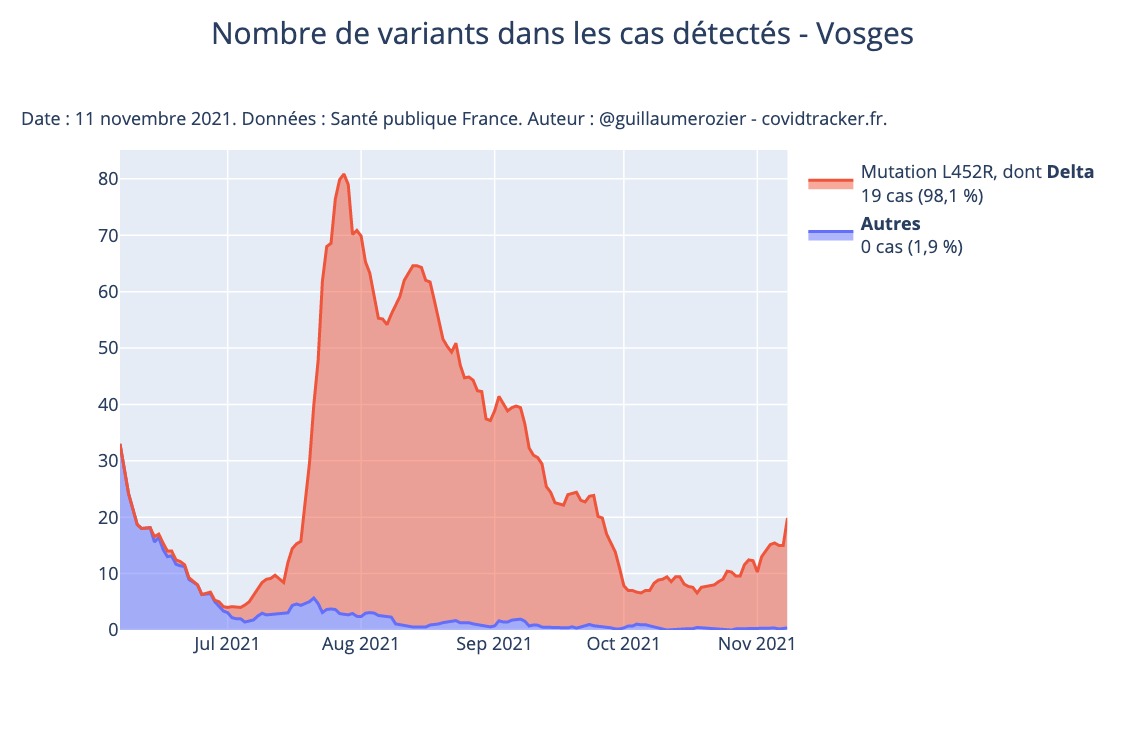 Nombre de variants dans les cas détectés - Vosges
Date : 11 novembre 2021. Données : Santé publique France. Auteur : @guillaumerozier - covidtracker.fr.
Mutation L452R, dont Delta
19 cas (98,1 %)
Autres
0 cas (1,9 %)
80
70
60
50
40
30
20
10
0
Jul 2021
Aug 2021
Sep 2021
Oct 2021
Nov 2021